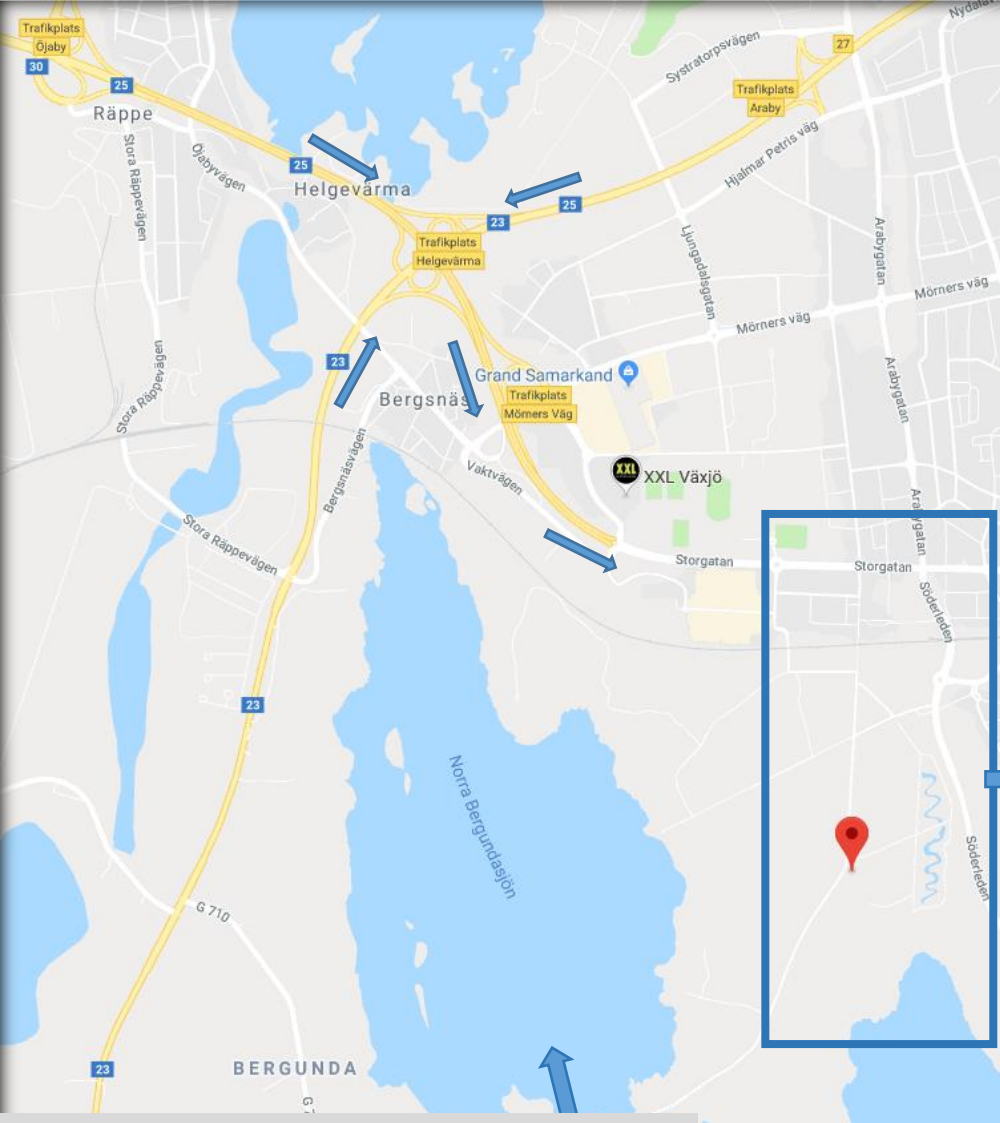 Trafikplats
Öjaby
30
25
Räppe
Stora Räppevägen
Öjabyvägen
25
Helgevärma
Trafikplats
Helgevärma
23
25
Systratorpsvägen
27
Trafikplats
Araby
Hjalmar Petris väg
Ljungadalsgatan
Arabygatan
Mörners väg
Mörners väg
Arabygatan
Stora Räppevägen
23
Bergsnäs
Grand Samarkand
Trafikplats
Mörners Väg
Bergsnäsvägen
Vaktvägen
XXL
XXL Växjö
Stora Räppevägen
Storgatan
Storgatan
Söderleden
23
Norra Bergundasjön
Söderleden
G 710
23
BERGUNDA